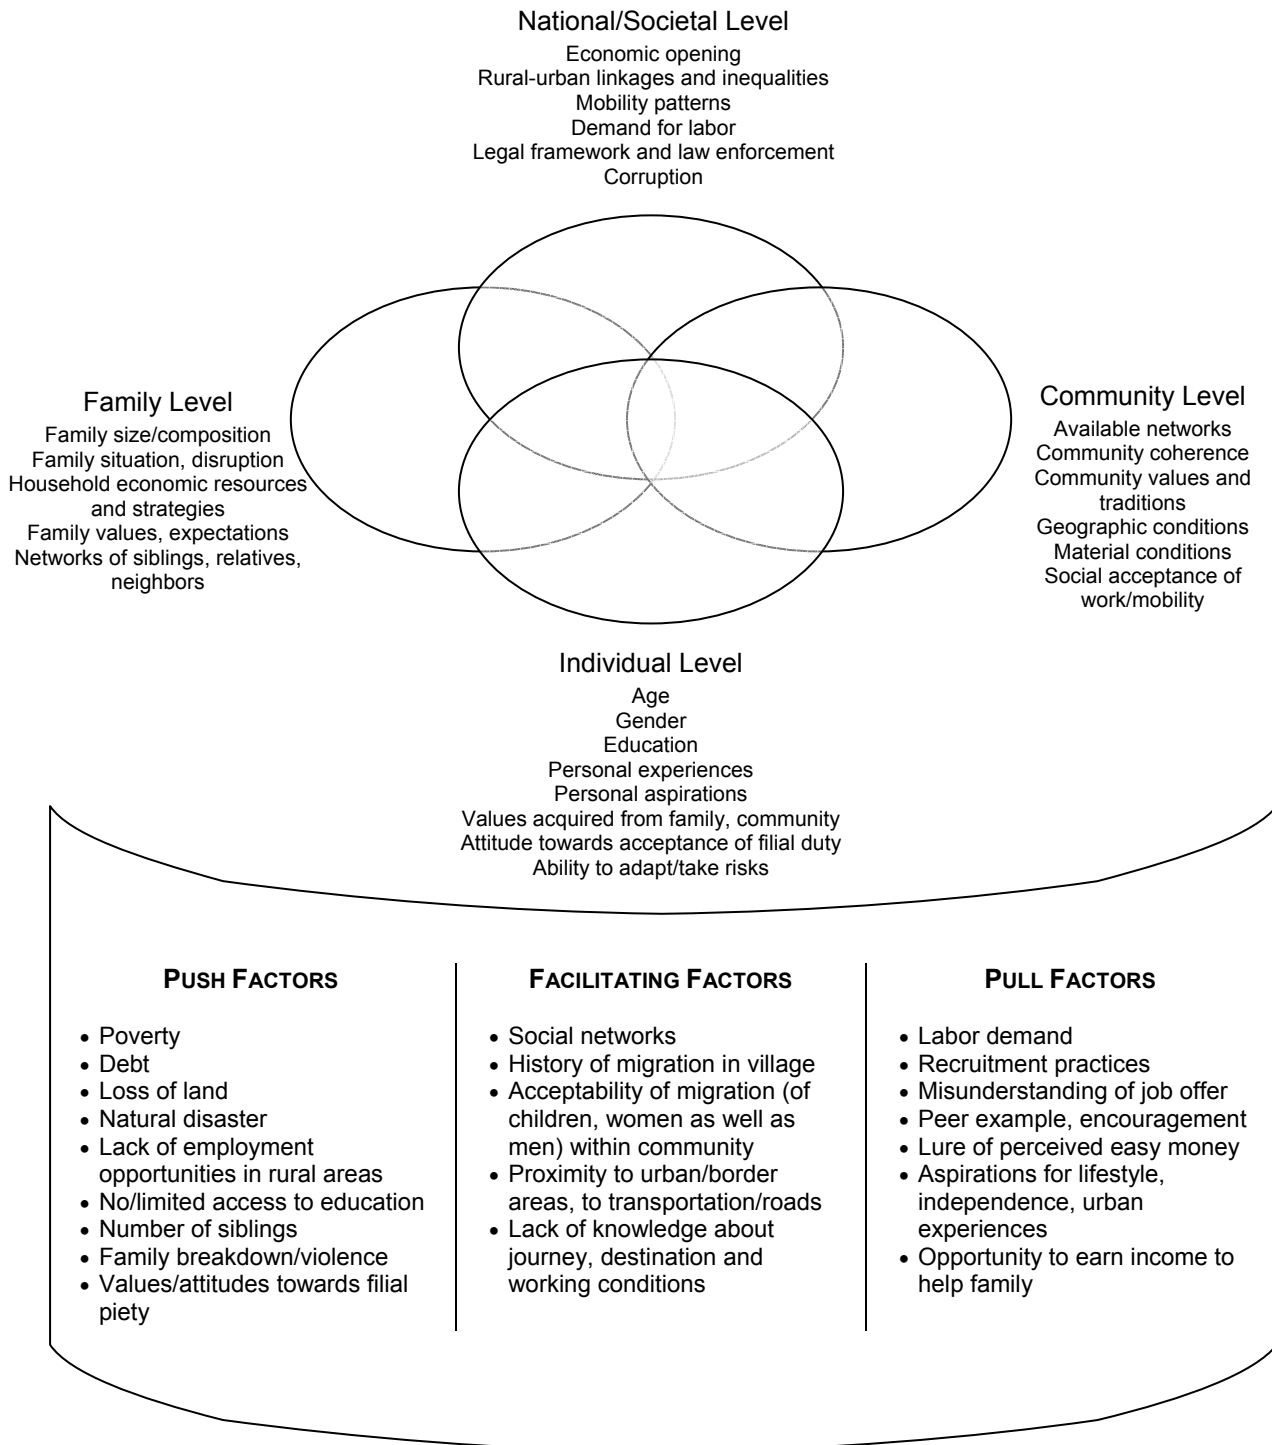 National/Societal Level
Economic opening
Rural-urban linkages and inequalities
Mobility patterns
Demand for labor
Legal framework and law enforcement
Corruption
Family Level
Family size/composition
Family situation, disruption
Household economic resources
and strategies
Family values, expectations
Networks of siblings, relatives,
neighbors
Community Level
Available networks
Community coherence
Community values and
traditions
Geographic conditions
Material conditions
Social acceptance of
work/mobility
Individual Level
Age
Gender
Education
Personal experiences
Personal aspirations
Values acquired from family, community
Attitude towards acceptance of filial duty
Ability to adapt/take risks
PUSH FACTORS
• Poverty
• Debt
• Loss of land
• Natural disaster
• Lack of employment
opportunities in rural areas
• No/limited access to education
• Number of siblings
• Family breakdown/violence
• Values/attitudes towards filial
piety
FACILITATING FACTORS
• Social networks
• History of migration in village
• Acceptability of migration (of
children, women as well as
men) within community
• Proximity to urban/border
areas, to transportation/roads
• Lack of knowledge about
journey, destination and
working conditions
PULL FACTORS
• Labor demand
• Recruitment practices
• Misunderstanding of job offer
• Peer example, encouragement
• Lure of perceived easy money
• Aspirations for lifestyle,
independence, urban
experiences
• Opportunity to earn income to
help family